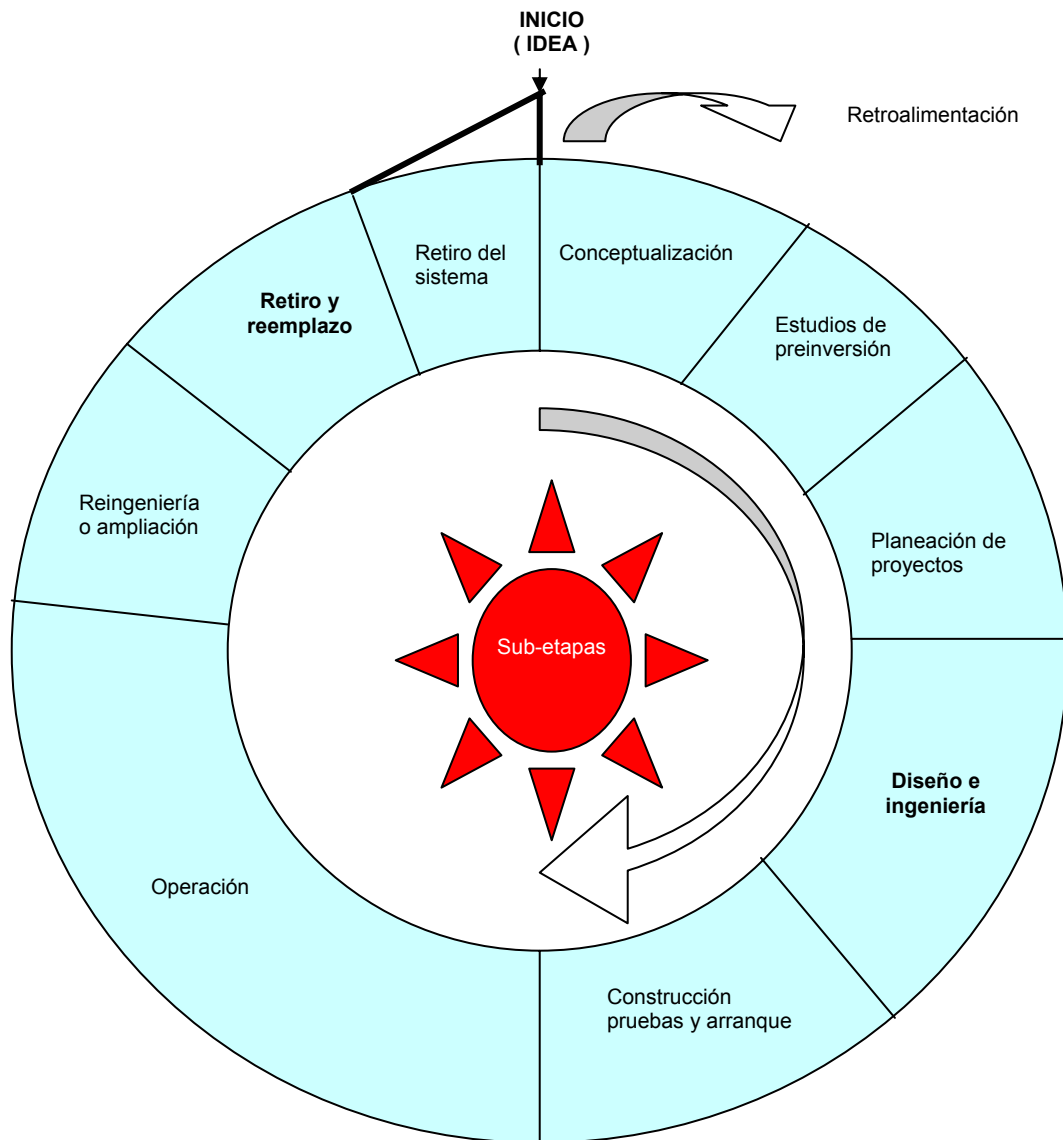 INICIO
( IDEA )
Retroalimentación
Retiro del
sistema
Conceptualización
Retiro y
reemplazo
Estudios de
preinversión
Reingeniería
o ampliación
Planeación de
proyectos
Sub-etapas
Diseño e
ingeniería
Operación
Construcción
pruebas y arranque